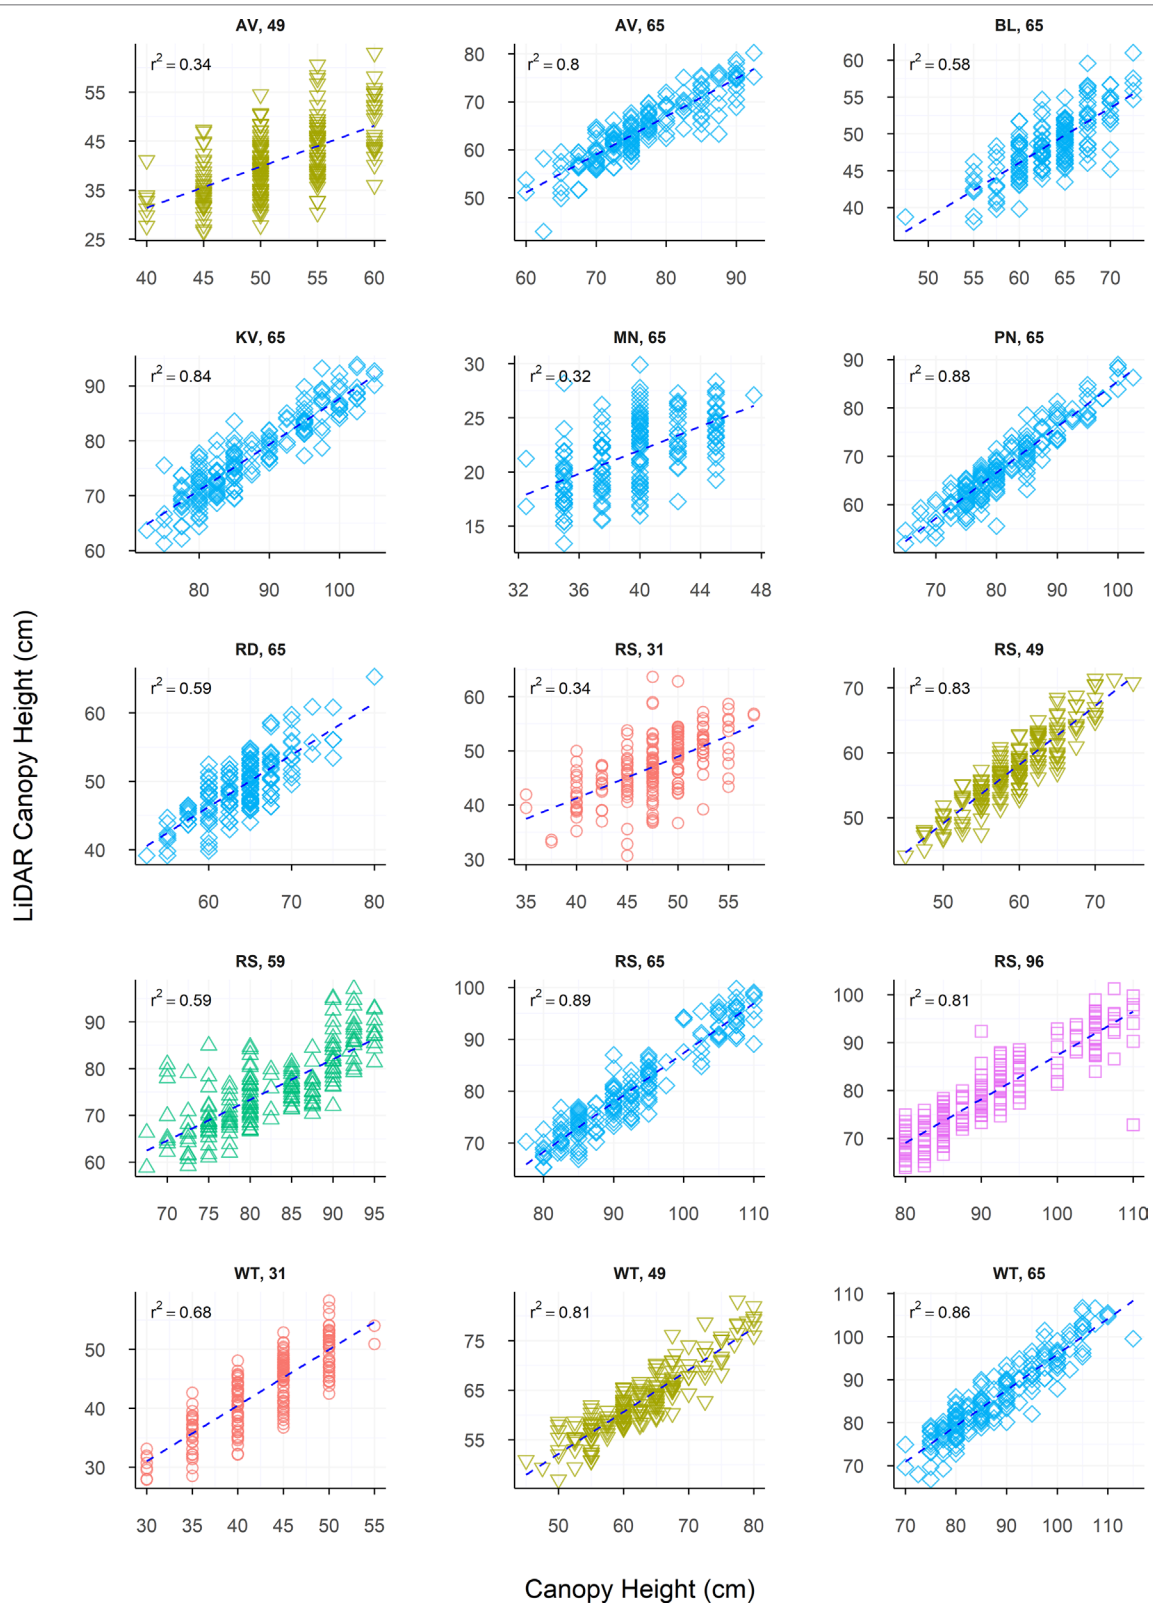 AV, 49 AV, 65 BL, 65
r² = 0.34 r² = 0.8 r² = 0.58
55 45 35 25
40 45 50 55 60
80 70 60 50
60 70 80 90
60 55 50 45 40
50 55 60 65 70
KV, 65 MN, 65 PN, 65
r² = 0.84 r² = 0.32 r² = 0.88
90 80 70 60
80 90 100
30 25 20 15
32 36 40 44 48
90 80 70 60
70 80 90 100
LiDAR Canopy Height (cm)
RD, 65 RS, 31 RS, 49
r² = 0.59 r² = 0.34 r² = 0.83
60 50 40
60 70 80
60 50 40 30
35 40 45 50 55
70 60 50
50 60 70
RS, 59 RS, 65 RS, 96
r² = 0.59 r² = 0.89 r² = 0.81
90 80 70 60
70 75 80 85 90 95
100 90 80 70
80 90 100 110
100 90 80 70
80 90 100 110
WT, 31 WT, 49 WT, 65
r² = 0.68 r² = 0.81 r² = 0.86
50 40 30
30 35 40 45 50 55
75 65 55
50 60 70 80
110 100 90 80 70
70 80 90 100 110
Canopy Height (cm)